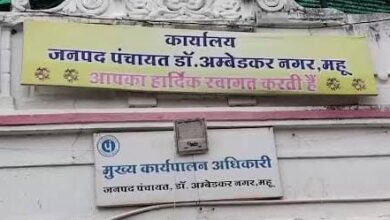 कार्यालय
जनपद पंचायत डॉ.अम्बेडकर नगर,महू
आपका हार्दिक स्वागत करती हैं
मुख्य कार्यपालन अधिकारी
जनपद पंचायत, डॉ. अम्बेडकर नगर,महू